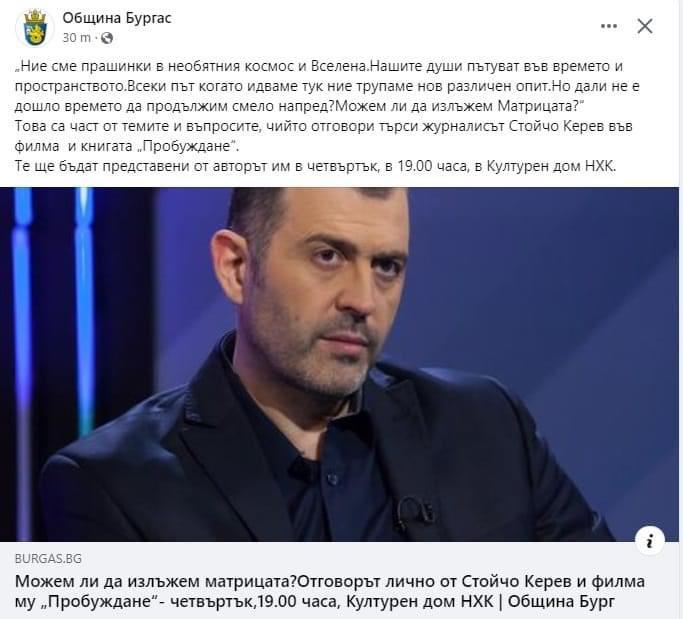 Община Бургас
30 m ·
„Ние сме прашинки в необятния космос и Вселена.Нашите души пътуват във времето и
пространството.Всеки път когато идваме тук ние трупаме нов различен опит.Но дали не е
дошло времето да продължим смело напред?Можем ли да излъжем Матрицата?“
Това са част от темите и въпросите, чийто отговори търси журналисът Стойчо Керев във
филма и книгата „Пробуждане“.
Те ще бъдат представени от авторът им в четвъртък, в 19.00 часа, в Културен дом НХК.
BURGAS.BG
Можем ли да излъжем матрицата?Отговорът лично от Стойчо Керев и филма
му „Пробуждане“- четвъртък,19.00 часа, Културен дом НХК | Община Бург